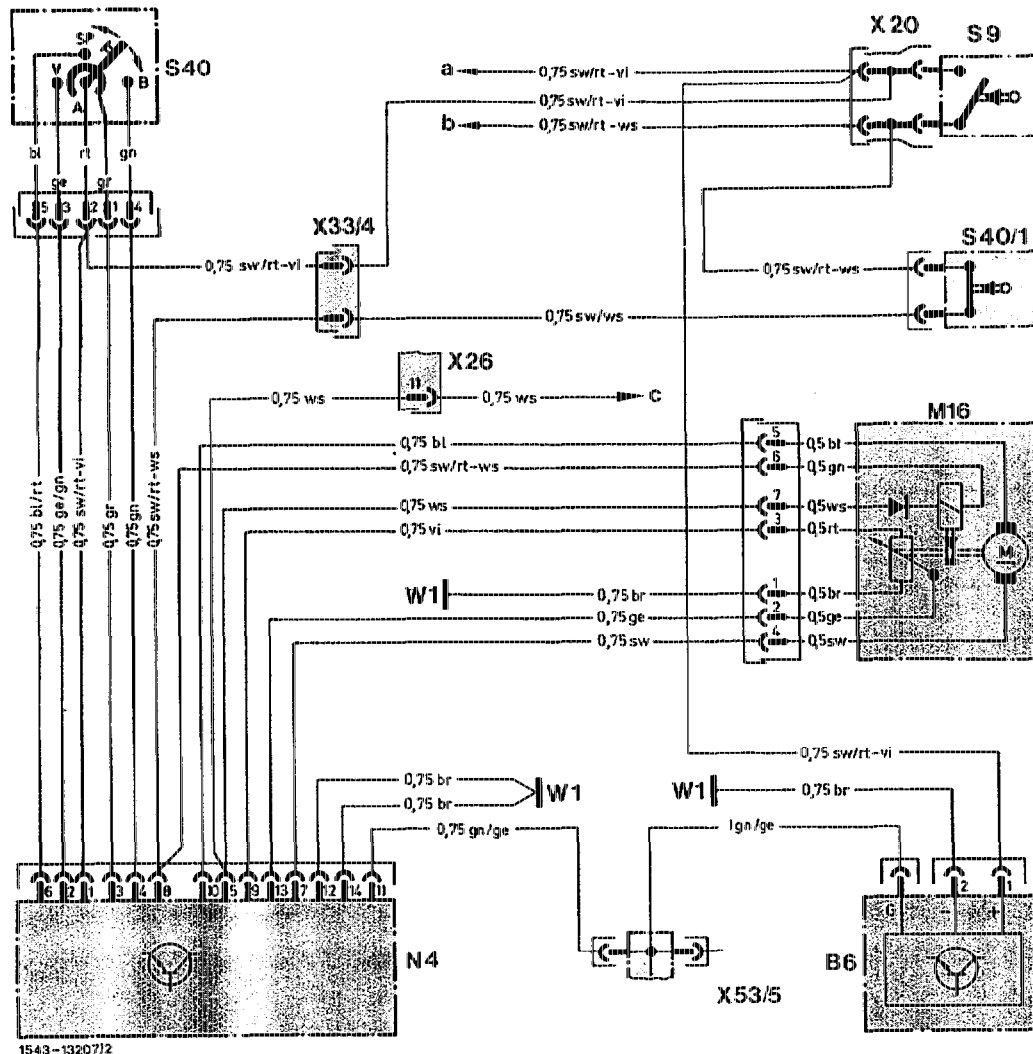 X 20
S 9
SP
V
B
A
S40
a
0,75 sw/rt-vl
0,75 sw/rt-vi
b
0,75 sw/rt-ws
bl
rt
gn
ge
gr
5
3
2
1
4
X33/4
S 40/1
0,75 sw/rt-vl
0,75 sw/rt-ws
0,75 sw/ws
X26
11
0,75 ws
0,75 ws
C
M16
0,75 bl
5
0,5 bl
0,75 sw/rt-ws
6
0,5 gn
0,75 ws
7
0,5 ws
0,75 vi
3
0,5 rt
M
W1
0,75 br
1
0,5 br
0,75 ge
2
0,5 ge
0,75 sw
4
0,5 sw
0,75 bl/rt
0,75 ge/gn
0,75 sw/rt-vi
0,75 gr
0,75 gn
0,75 sw/rt-ws
0,75 sw/rt-vi
0,75 br
0,75 br
W1
W1
0,75 br
0,75 gn/ge
1 gn/ge
6
2
1
3
4
8
10
5
9
13
7
12
14
11
2
1
G
-
+
N4
B6
X53/5
1543-13207/2